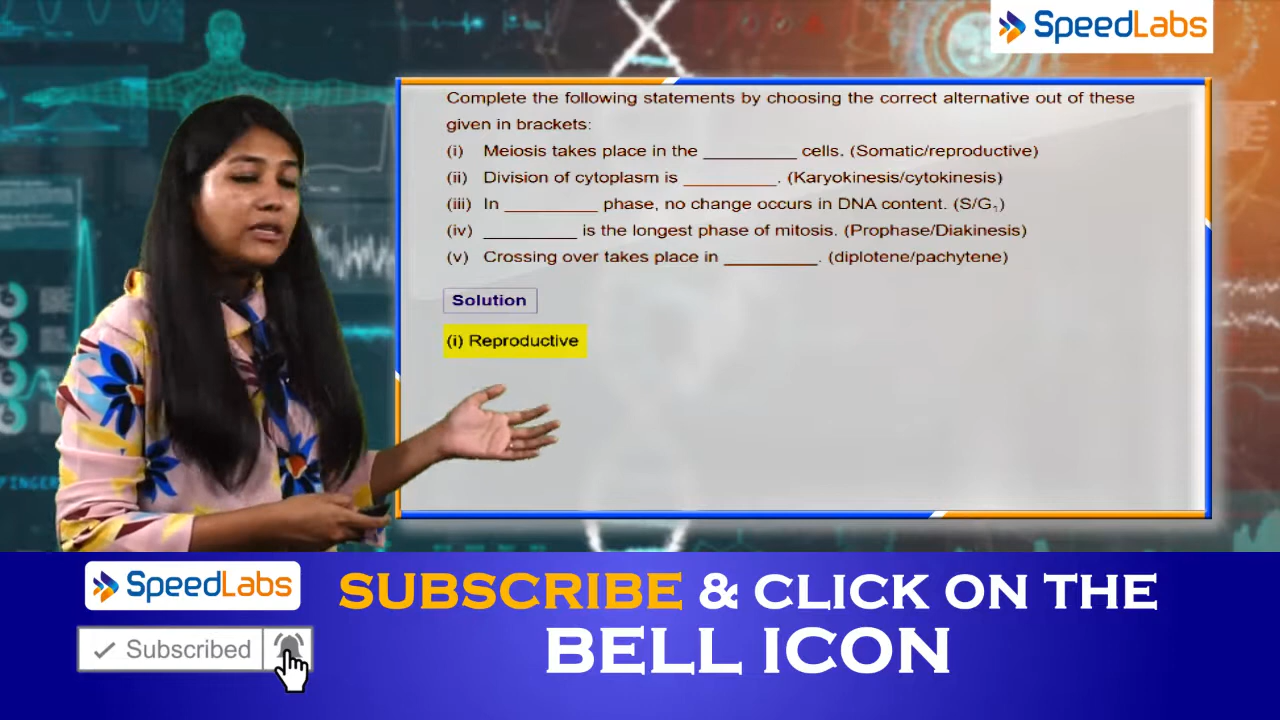 SpeedLabs
Complete the following statements by choosing the correct alternative out of these
given in brackets:
(i) Meiosis takes place in the __________ cells. (Somatic/reproductive)
(ii) Division of cytoplasm is __________. (Karyokinesis/cytokinesis)
(iii) In __________ phase, no change occurs in DNA content. (S/G₁)
(iv) __________ is the longest phase of mitosis. (Prophase/Diakinesis)
(v) Crossing over takes place in __________. (diplotene/pachytene)
Solution
(i) Reproductive
FINGER
SpeedLabs
Subscribed
SUBSCRIBE & CLICK ON THE
BELL ICON